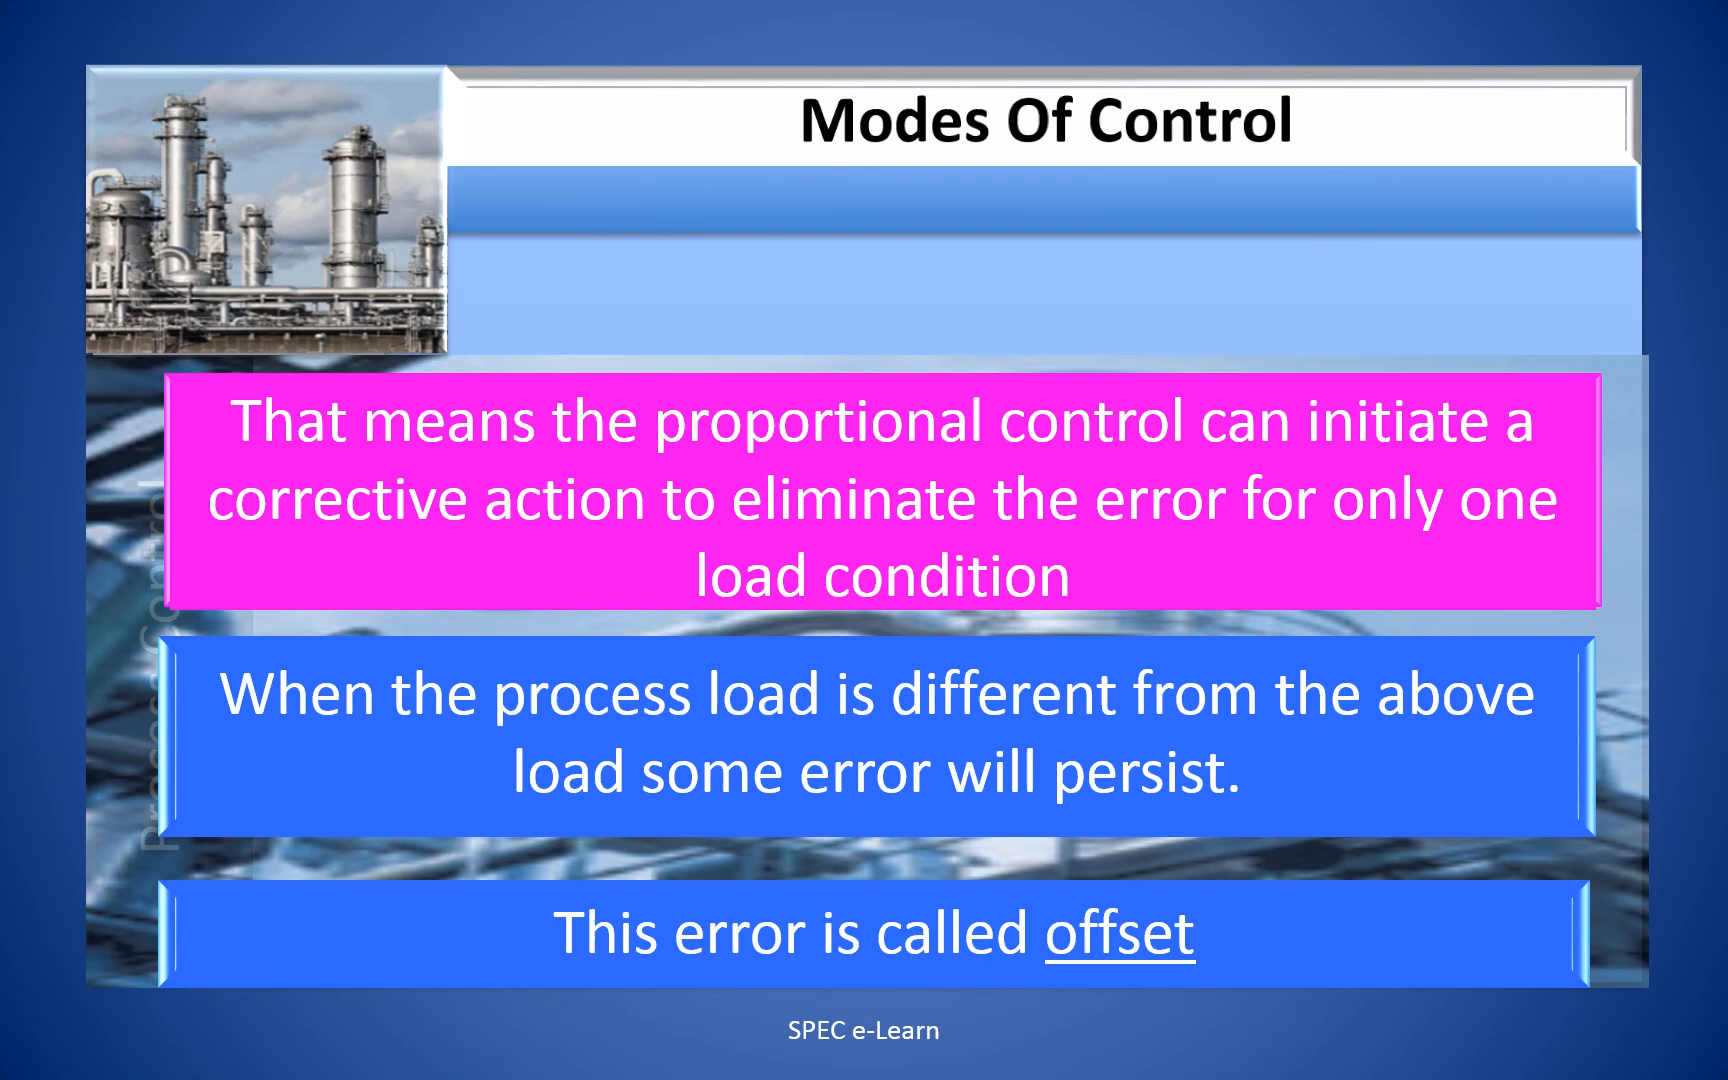 Modes Of Control
That means the proportional control can initiate a
corrective action to eliminate the error for only one
load condition
When the process load is different from the above
load some error will persist.
This error is called offset
Process Control
SPEC e-Learn